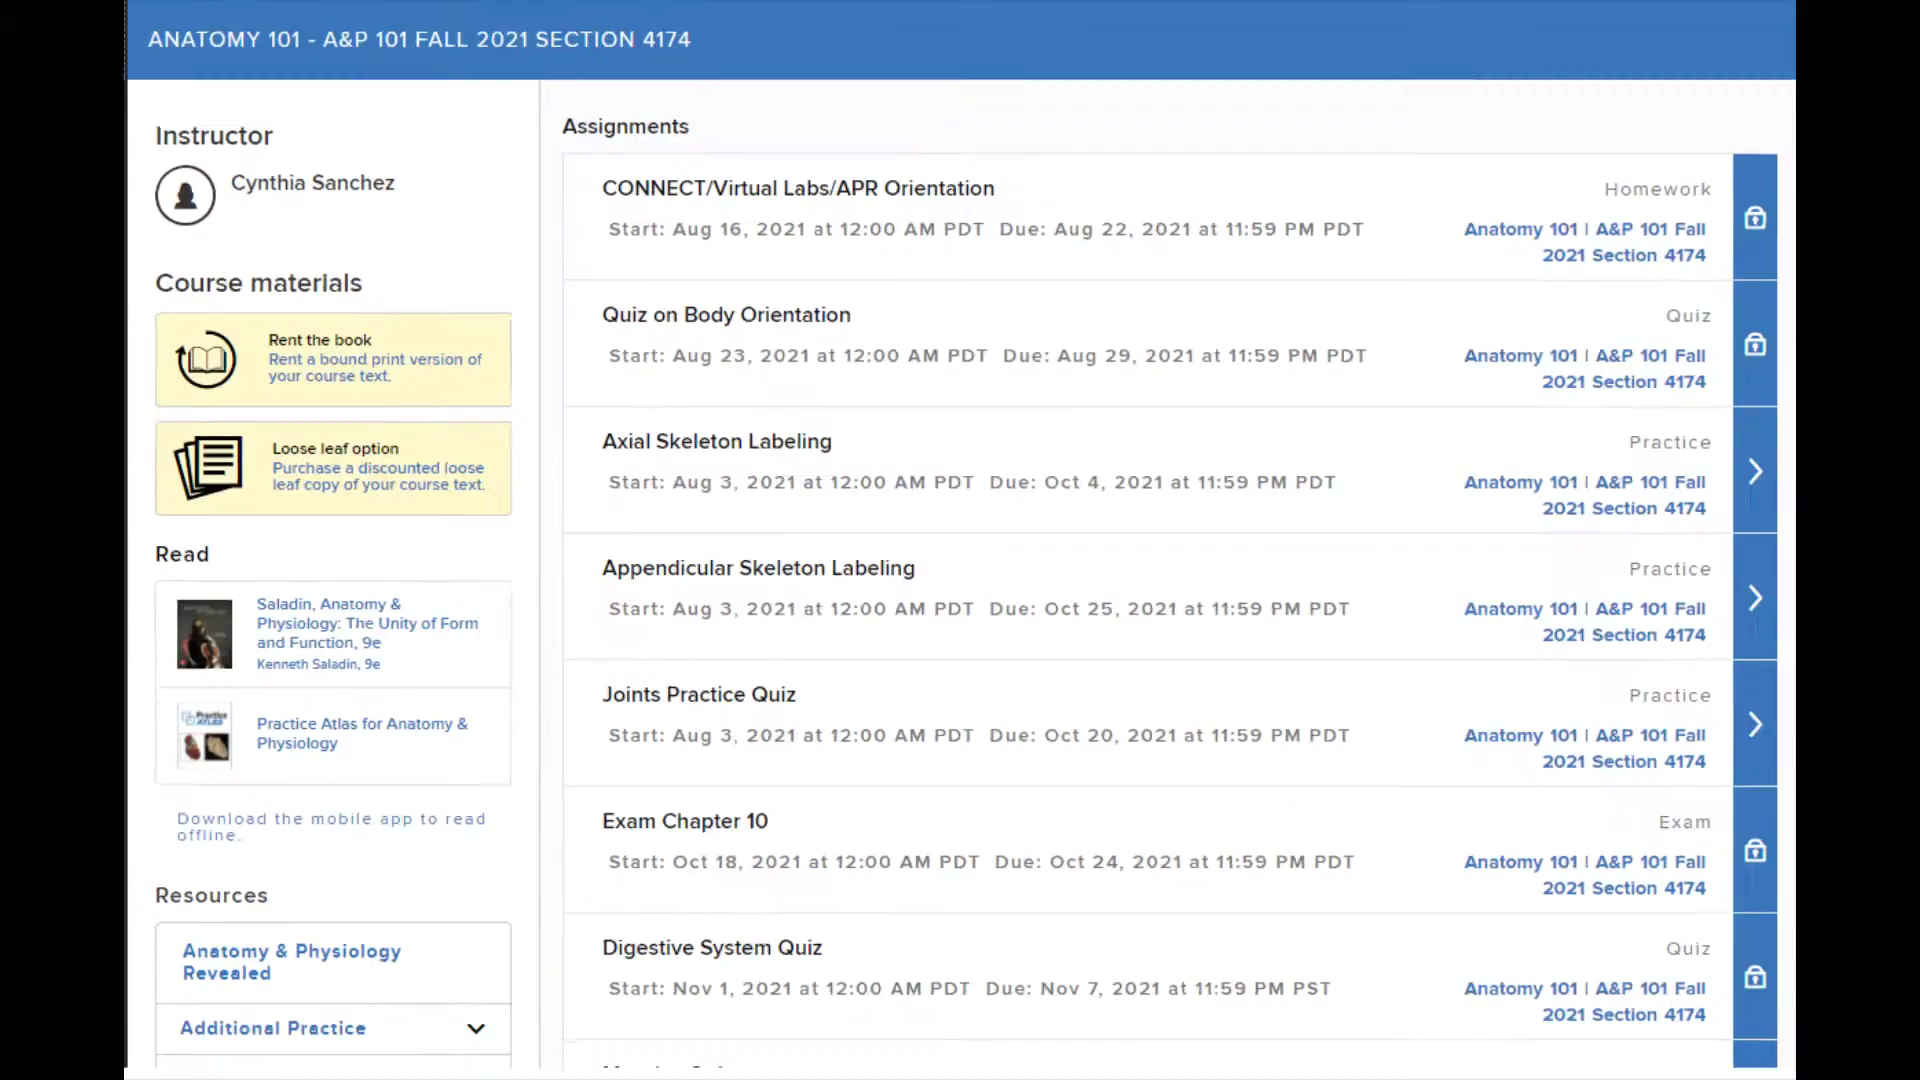 ANATOMY 101 - A&P 101 FALL 2021 SECTION 4174
Instructor
Cynthia Sanchez
Course materials
Rent the book
Rent a bound print version of
your course text.
Loose leaf option
Purchase a discounted loose
leaf copy of your course text.
Read
Saladin, Anatomy &
Physiology: The Unity of Form
and Function, 9e
Kenneth Saladin, 9e
Practice
ATLAS
Practice Atlas for Anatomy &
Physiology
Download the mobile app to read
offline.
Resources
Anatomy & Physiology
Revealed
Additional Practice
Assignments
CONNECT/Virtual Labs/APR Orientation
Homework
Start: Aug 16, 2021 at 12:00 AM PDT Due: Aug 22, 2021 at 11:59 PM PDT
Anatomy 101 | A&P 101 Fall
2021 Section 4174
Quiz on Body Orientation
Quiz
Start: Aug 23, 2021 at 12:00 AM PDT Due: Aug 29, 2021 at 11:59 PM PDT
Anatomy 101 | A&P 101 Fall
2021 Section 4174
Axial Skeleton Labeling
Practice
Start: Aug 3, 2021 at 12:00 AM PDT Due: Oct 4, 2021 at 11:59 PM PDT
Anatomy 101 | A&P 101 Fall
2021 Section 4174
Appendicular Skeleton Labeling
Practice
Start: Aug 3, 2021 at 12:00 AM PDT Due: Oct 25, 2021 at 11:59 PM PDT
Anatomy 101 | A&P 101 Fall
2021 Section 4174
Joints Practice Quiz
Practice
Start: Aug 3, 2021 at 12:00 AM PDT Due: Oct 20, 2021 at 11:59 PM PDT
Anatomy 101 | A&P 101 Fall
2021 Section 4174
Exam Chapter 10
Exam
Start: Oct 18, 2021 at 12:00 AM PDT Due: Oct 24, 2021 at 11:59 PM PDT
Anatomy 101 | A&P 101 Fall
2021 Section 4174
Digestive System Quiz
Quiz
Start: Nov 1, 2021 at 12:00 AM PDT Due: Nov 7, 2021 at 11:59 PM PST
Anatomy 101 | A&P 101 Fall
2021 Section 4174